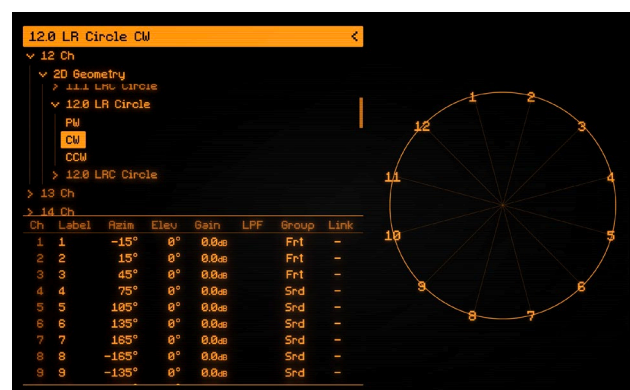 12.0 LR Circle CW <
12 Ch
2D Geometry
11.1 LRC Circle
12.0 LR Circle
PW
CW
CCW
12.0 LRC Circle
13 Ch
14 Ch
Ch Label Azim Elev Gain LPF Group Link
1 1 -15° 0° 0.0dB Frt -
2 2 15° 0° 0.0dB Frt -
3 3 45° 0° 0.0dB Frt -
4 4 75° 0° 0.0dB Srd -
5 5 105° 0° 0.0dB Srd -
6 6 135° 0° 0.0dB Srd -
7 7 165° 0° 0.0dB Srd -
8 8 -165° 0° 0.0dB Srd -
9 9 -135° 0° 0.0dB Srd -
1
2
3
4
5
6
7
8
9
10
11
12